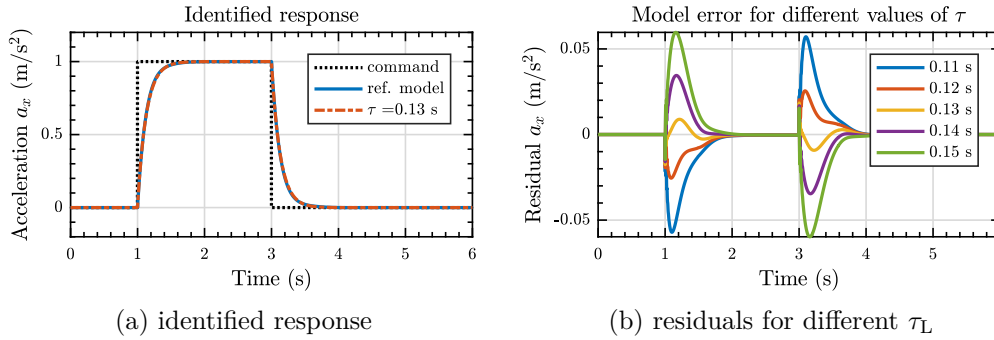 Identified response
Acceleration a_x (m/s²)
1
0.5
0
command
ref. model
τ =0.13 s
0 1 2 3 4 5 6
Time (s)
(a) identified response
Model error for different values of τ
Residual a_x (m/s²)
0.05
0
-0.05
0.11 s
0.12 s
0.13 s
0.14 s
0.15 s
0 1 2 3 4 5
Time (s)
(b) residuals for different τ_L